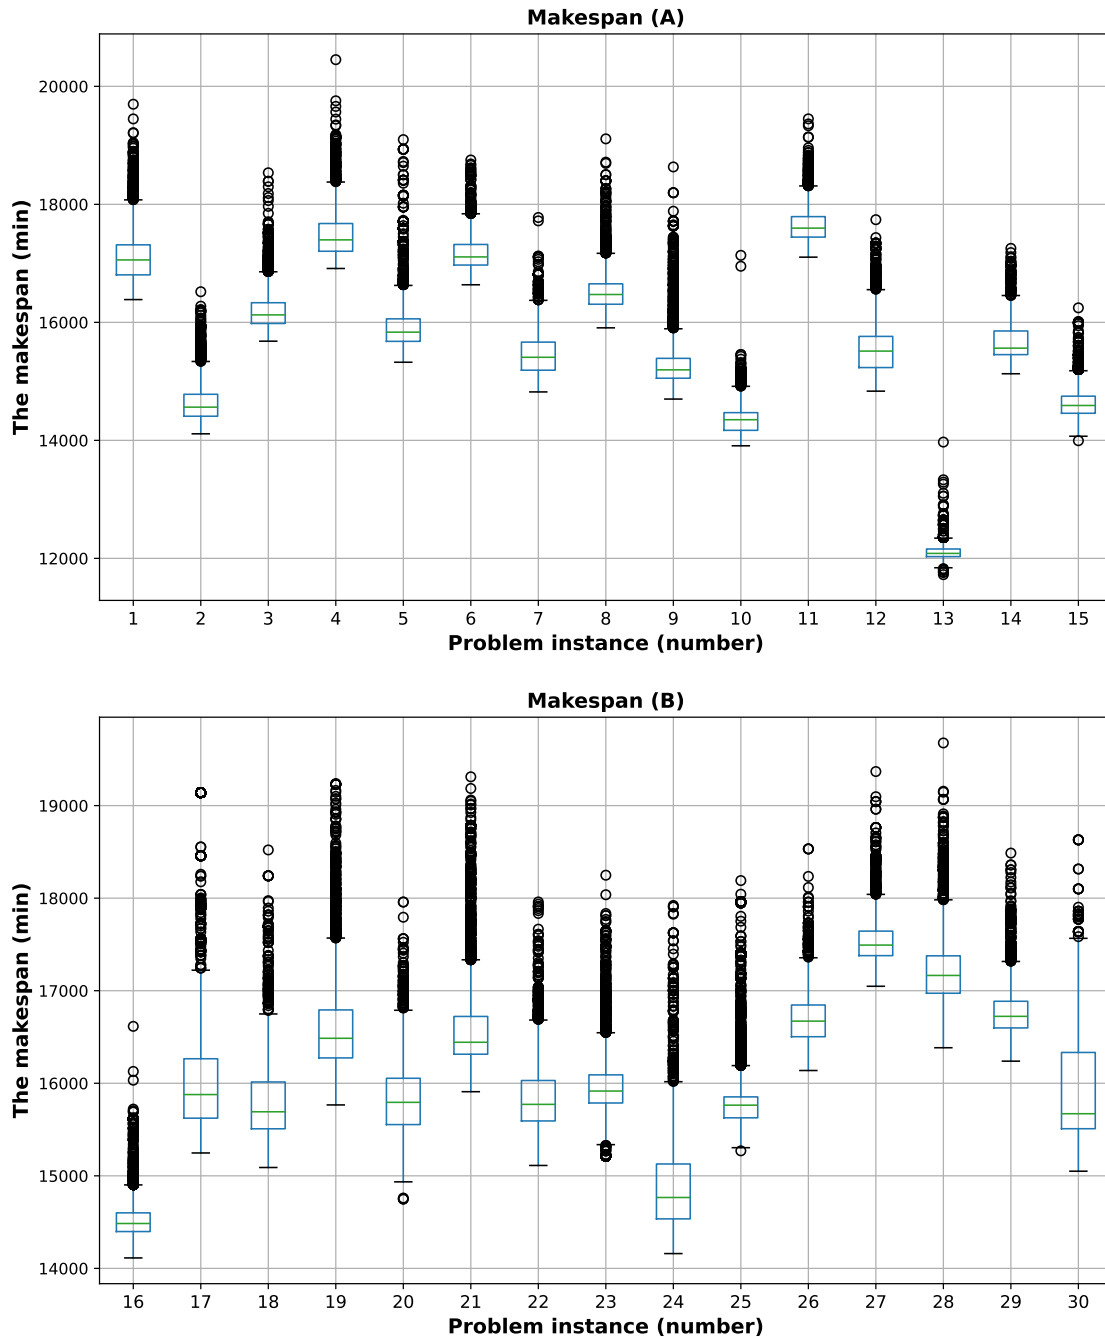 Makespan (A)
The makespan (min)
20000
18000
16000
14000
12000
1 2 3 4 5 6 7 8 9 10 11 12 13 14 15
Problem instance (number)
Makespan (B)
The makespan (min)
19000
18000
17000
16000
15000
14000
16 17 18 19 20 21 22 23 24 25 26 27 28 29 30
Problem instance (number)